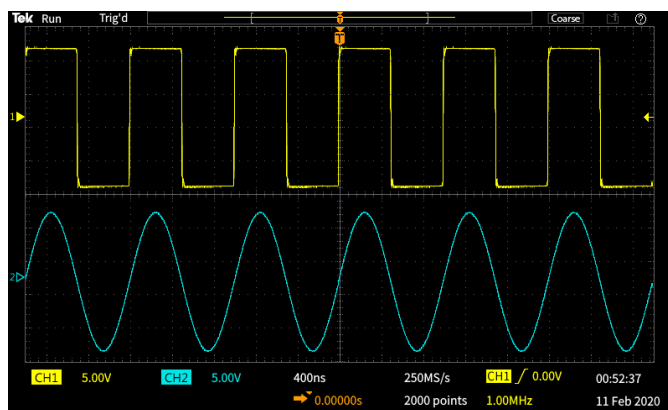 Tek Run Trig'd Coarse
T
1
2
CH1 5.00V CH2 5.00V 400ns 250MS/s CH1 0.00V 00:52:37
0.00000s 2000 points 1.00MHz 11 Feb 2020